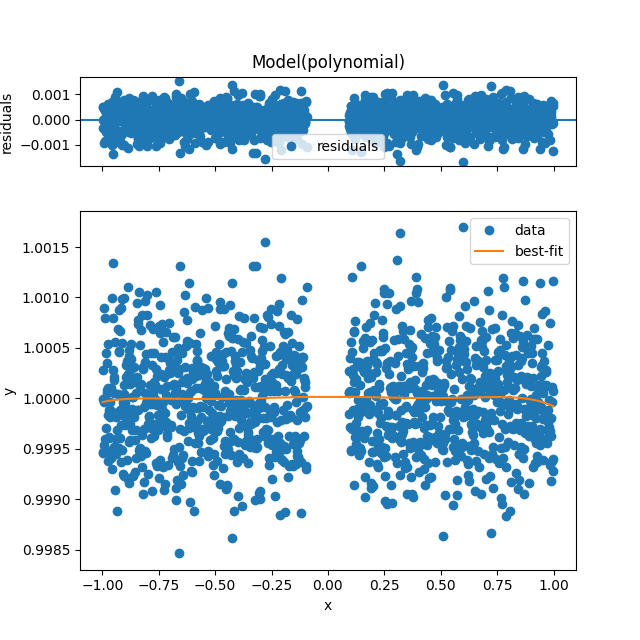 Model(polynomial)
residuals
0.001
0.000
−0.001
residuals
y
1.0015
1.0010
1.0005
1.0000
0.9995
0.9990
0.9985
data
best-fit
−1.00 −0.75 −0.50 −0.25 0.00 0.25 0.50 0.75 1.00
x